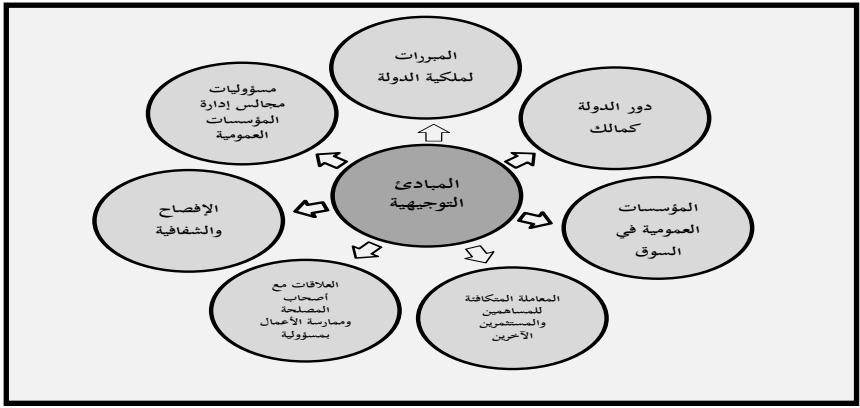 المبررات
لملكية الدولة
دور الدولة
كمالك
المؤسسات
العمومية في
السوق
المعاملة المتكافئة
للمساهمين
والمستثمرين
الآخرين
العلاقات مع
أصحاب
المصلحة
وممارسة الأعمال
بمسؤولية
الإفصاح
والشفافية
مسؤوليات
مجالس إدارة
المؤسسات
العمومية
المبادئ
التوجيهية